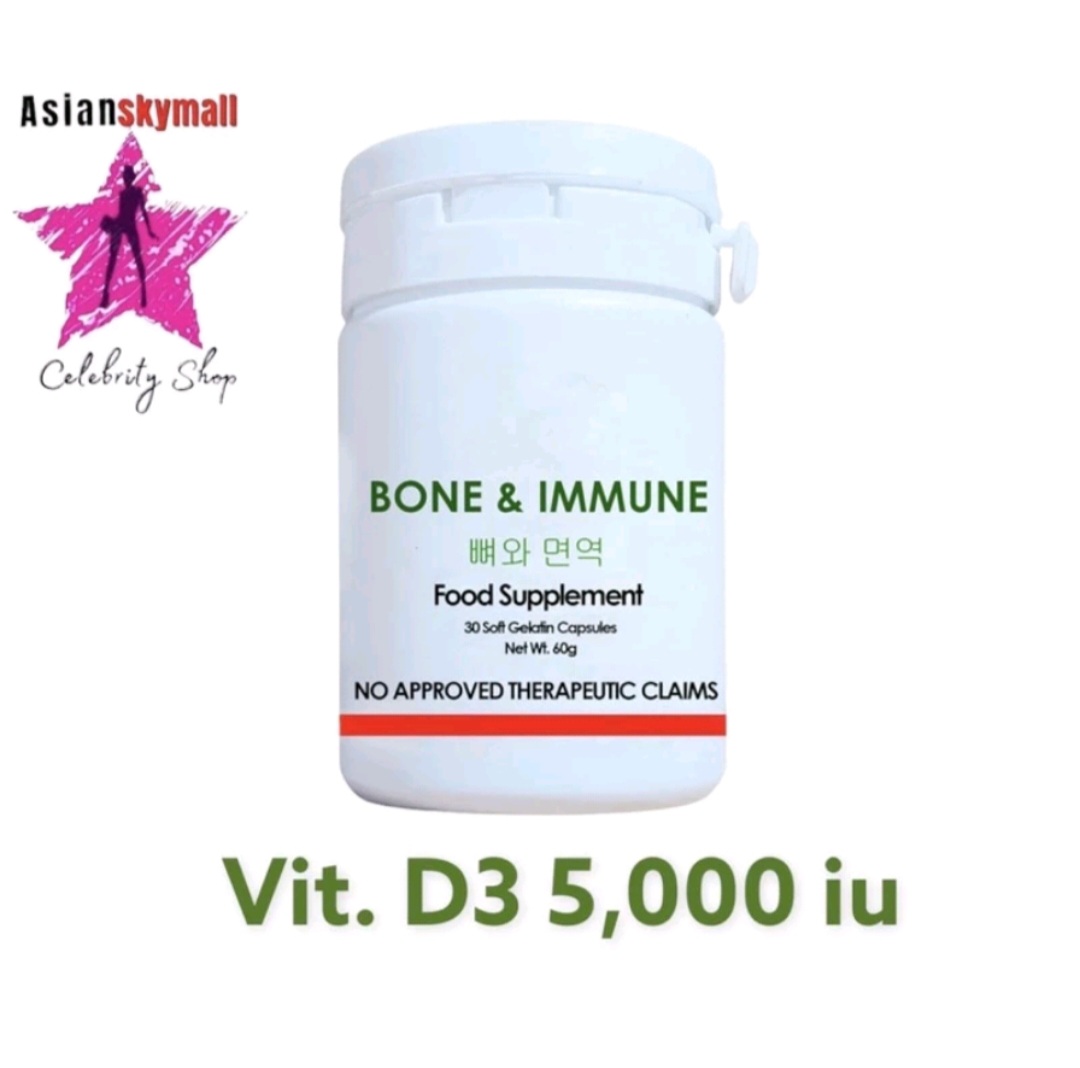 Asianskymall
Celebrity Shop
BONE & IMMUNE
뼈와 면역
Food Supplement
30 Soft Gelatin Capsules
Net Wt. 60g
NO APPROVED THERAPEUTIC CLAIMS
Vit. D3 5,000 iu